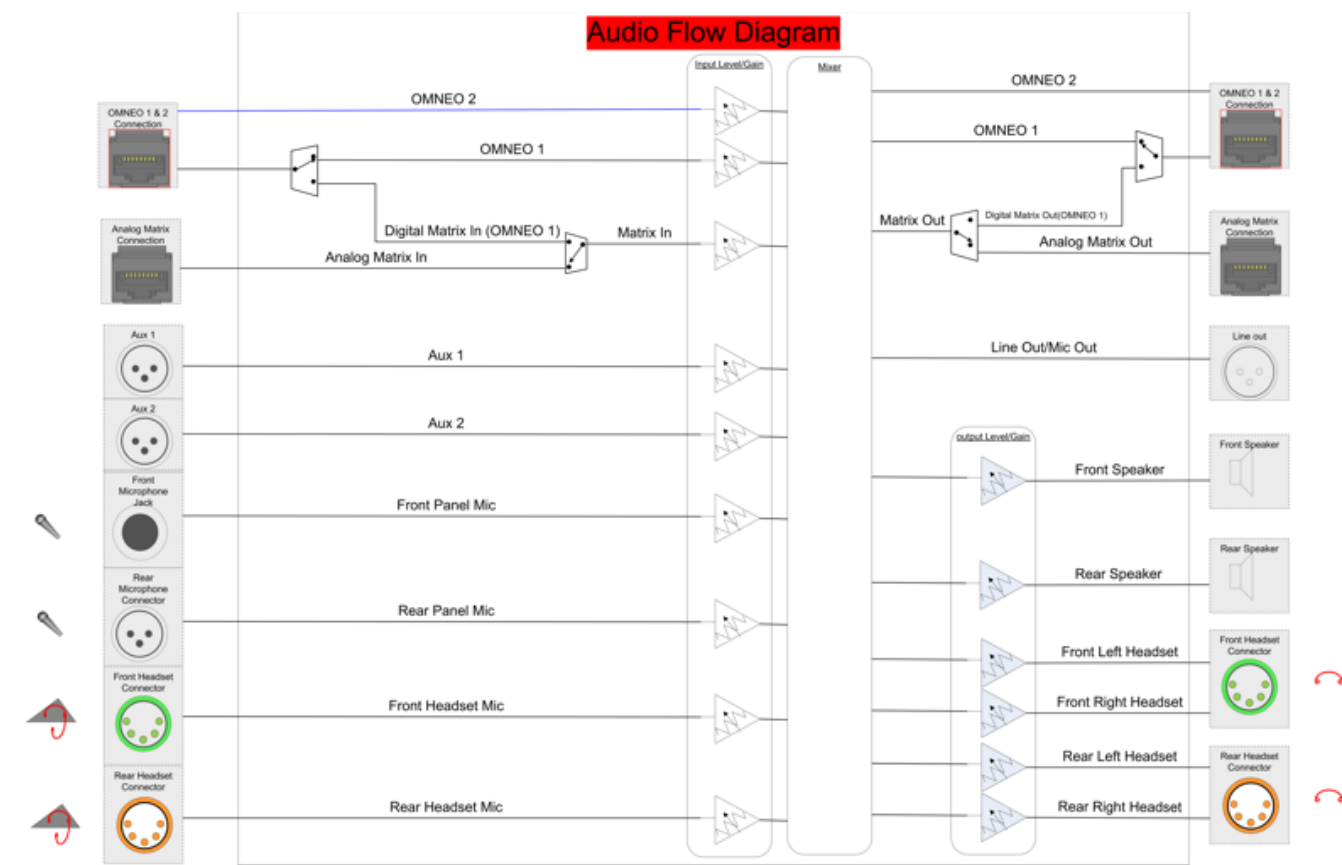 Audio Flow Diagram
Input Level/Gain
Mixer
OMNEO 1 & 2
Connection
OMNEO 2
OMNEO 1
Analog Matrix
Connection
Digital Matrix In (OMNEO 1)
Matrix In
Analog Matrix In
Aux 1
Aux 1
Aux 2
Aux 2
Front
Microphone
Jack
Front Panel Mic
Rear
Microphone
Connector
Rear Panel Mic
Front Headset
Connector
Front Headset Mic
Rear Headset
Connector
Rear Headset Mic
OMNEO 2
OMNEO 1 & 2
Connection
OMNEO 1
Matrix Out
Digital Matrix Out(OMNEO 1)
Analog Matrix Out
Analog Matrix
Connection
Line Out/Mic Out
Line out
output Level/Gain
Front Speaker
Front Speaker
Rear Speaker
Rear Speaker
Front Left Headset
Front Right Headset
Front Headset
Connector
Rear Left Headset
Rear Right Headset
Rear Headset
Connector